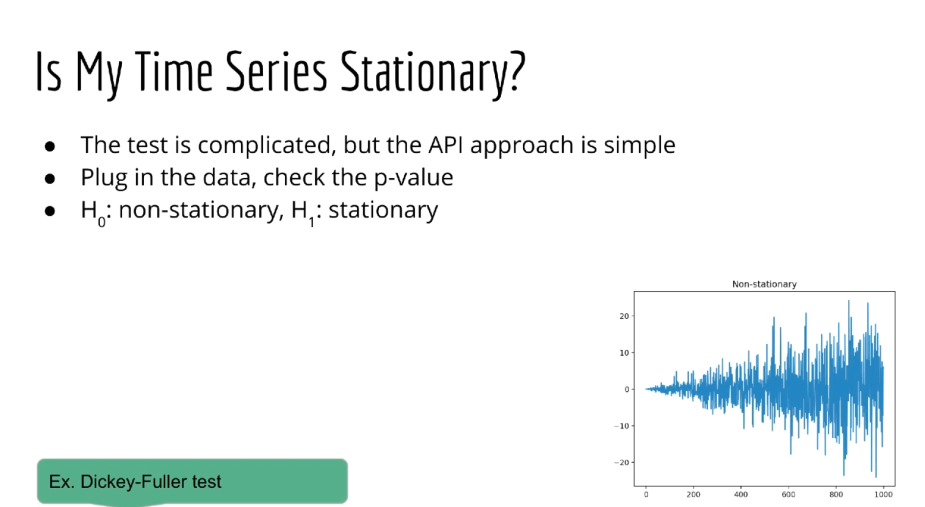 Is My Time Series Stationary?
● The test is complicated, but the API approach is simple
● Plug in the data, check the p-value
● H₀: non-stationary, H₁: stationary
Non-stationary
20
10
0
−10
−20
0 200 400 600 800 1000
Ex. Dickey-Fuller test